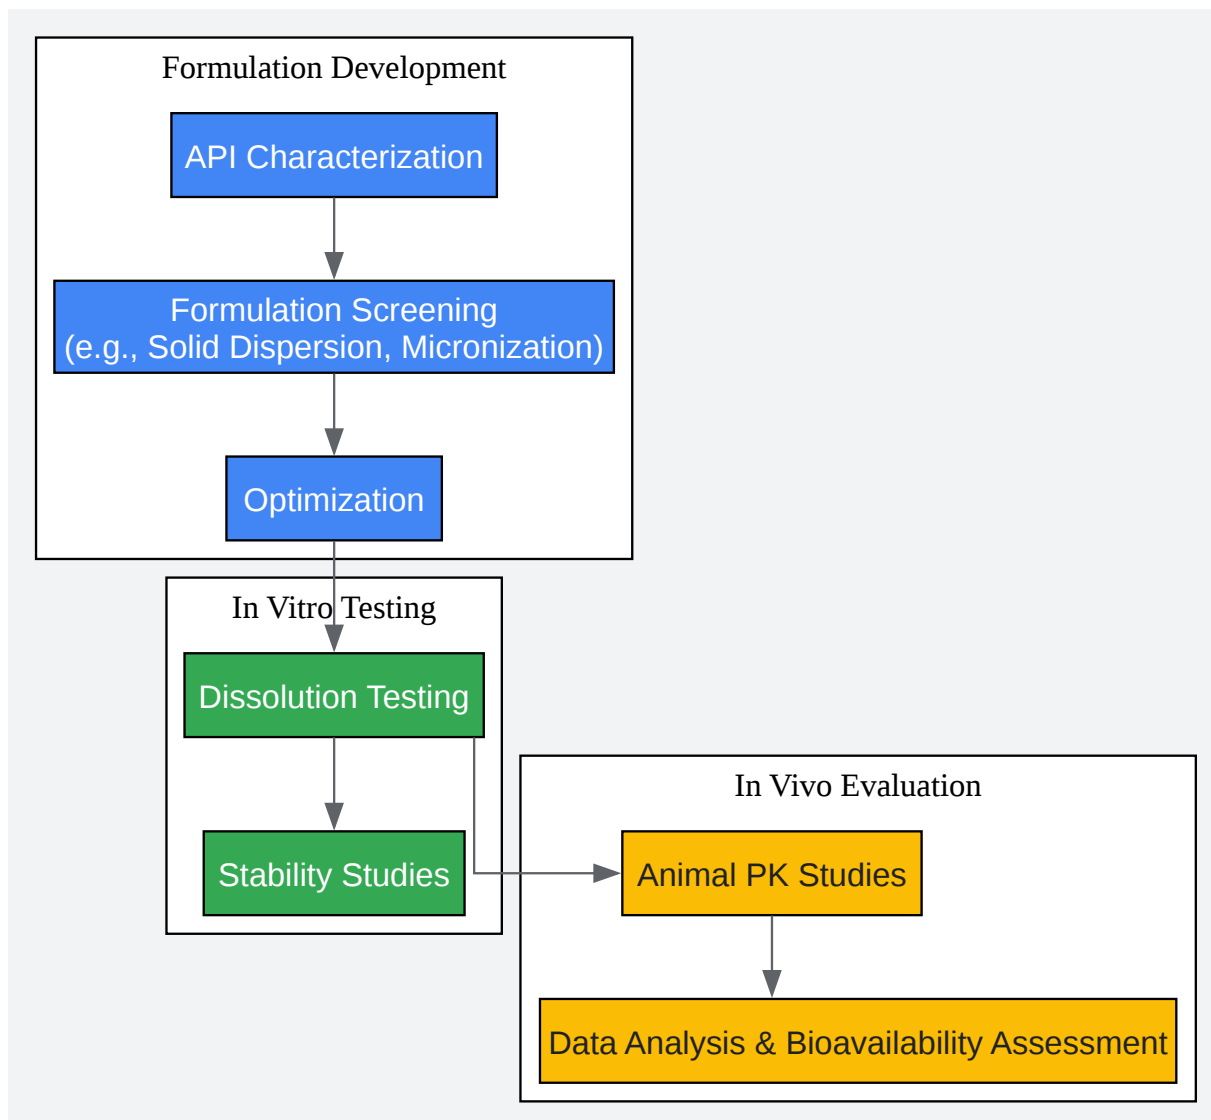 Formulation Development
API Characterization
Formulation Screening
(e.g., Solid Dispersion, Micronization)
Optimization
In Vitro Testing
Dissolution Testing
Stability Studies
In Vivo Evaluation
Animal PK Studies
Data Analysis & Bioavailability Assessment